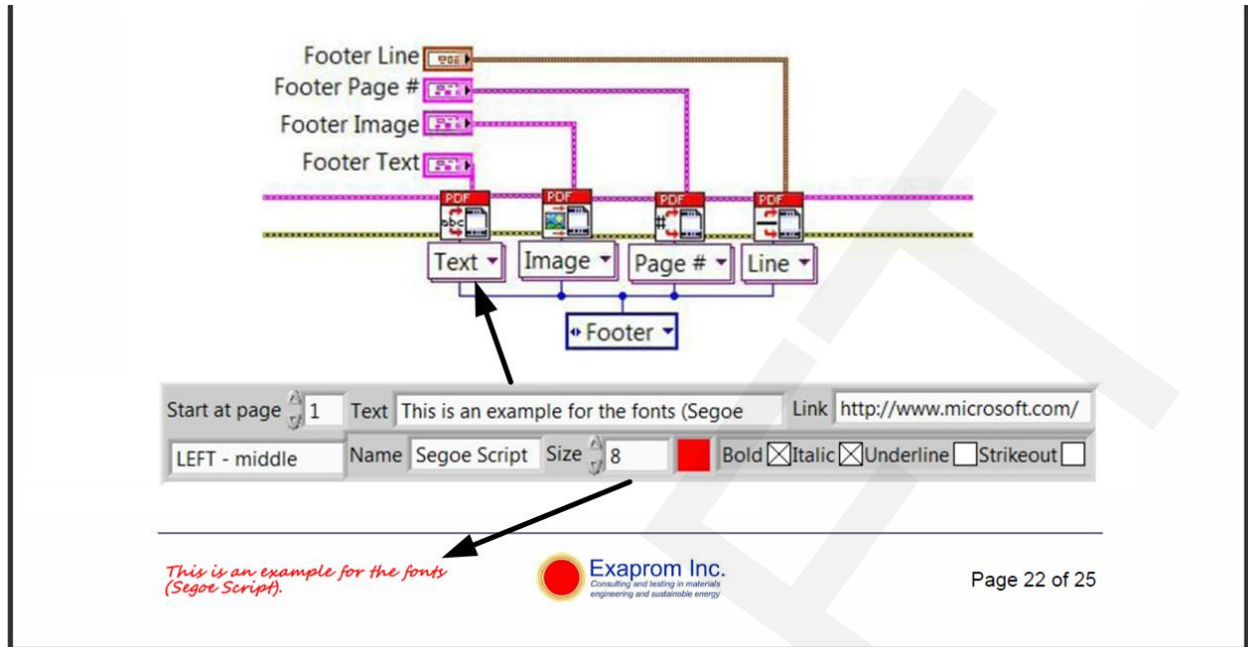 Footer Line
Footer Page #
Footer Image
Footer Text
PDF PDF PDF PDF
abc #
Text Image Page # Line
Footer
Start at page 1 Text This is an example for the fonts (Segoe Link http://www.microsoft.com/
LEFT - middle Name Segoe Script Size 8 Bold Italic Underline Strikeout
This is an example for the fonts
(Segoe Script).
Exaprom Inc.
Consulting and testing in materials
engineering and sustainable energy
Page 22 of 25